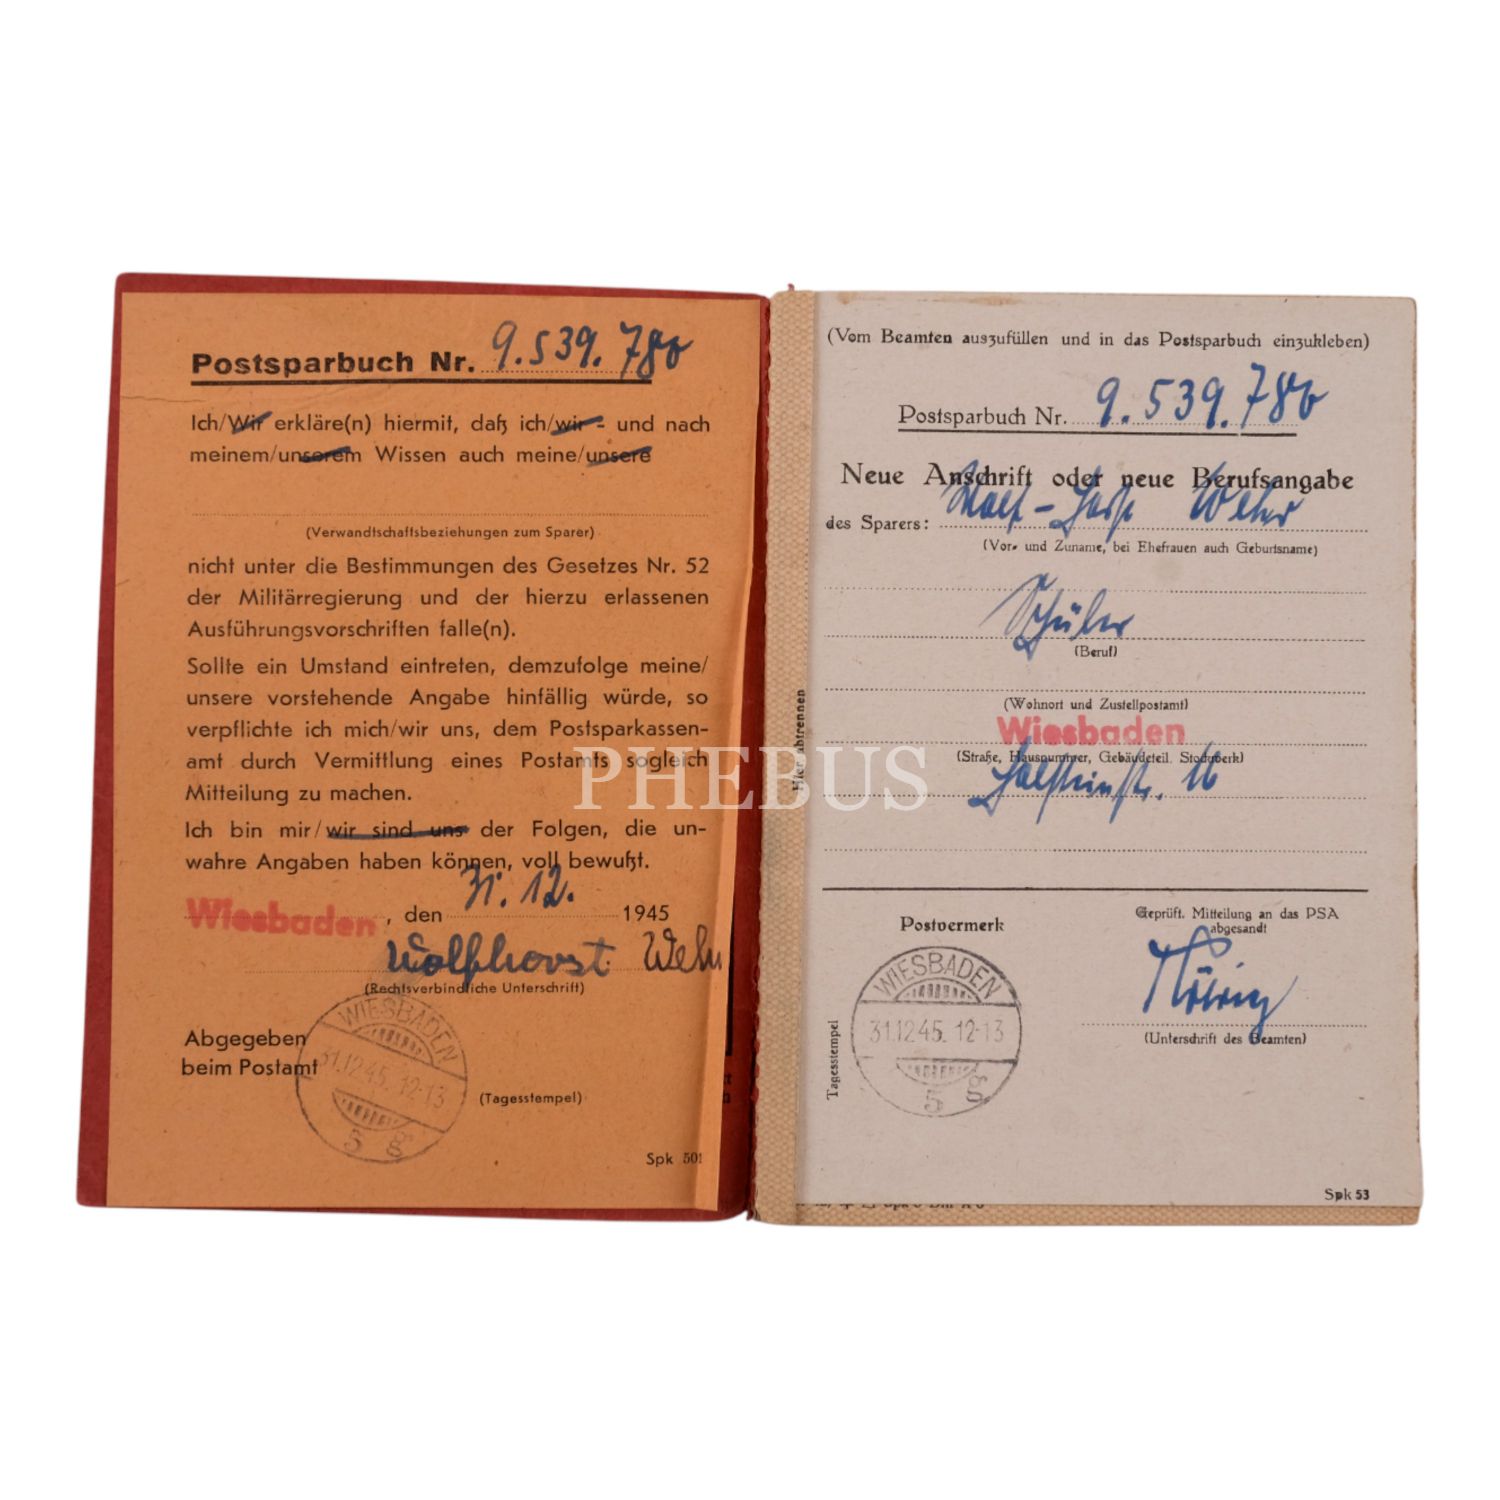 Postsparbuch Nr. 9.539.780
Ich/Wir erkläre(n) hiermit, daß ich/wir - und nach
meinem/unserem Wissen auch meine/unsere
(Verwandtschaftsbeziehungen zum Sparer)
nicht unter die Bestimmungen des Gesetzes Nr. 52
der Militärregierung und der hierzu erlassenen
Ausführungsvorschriften falle(n).
Sollte ein Umstand eintreten, demzufolge meine/
unsere vorstehende Angabe hinfällig würde, so
verpflichte ich mich/wir uns, dem Postsparkassen-
amt durch Vermittlung eines Postamts sogleich
Mitteilung zu machen.
Ich bin mir/wir sind uns der Folgen, die un-
wahre Angaben haben können, voll bewußt.
Wiesbaden, den 31.12. 1945
Wolfhorst
(Rechtsverbindliche Unterschrift)
Abgegeben
beim Postamt
WIESBADEN
31.12.45. 12-13
5 g
(Tagesstempel)
Spk 501
Hier abtrennen
(Vom Beamten auszufüllen und in das Postsparbuch einzukleben)
Postsparbuch Nr. 9.539.780
Neue Anschrift oder neue Berufsangabe
des Sparers: Wolf-Horst
(Vor- und Zuname, bei Ehefrauen auch Geburtsname)
Schüler
(Beruf)
(Wohnort und Zustellpostamt)
Wiesbaden
(Straße, Hausnummer, Gebäudeteil, Stockwerk)
Holsteinstr. 16
Postvermerk
Geprüft. Mitteilung an das PSA
abgesandt
WIESBADEN
31.12.45. 12-13
5 g
Tagesstempel
(Unterschrift des Beamten)
Spk 53
PHEBUS